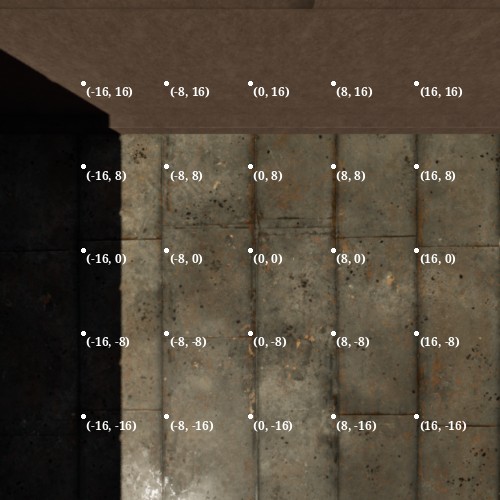 (-16, 16) (-8, 16) (0, 16) (8, 16) (16, 16)
(-16, 8) (-8, 8) (0, 8) (8, 8) (16, 8)
(-16, 0) (-8, 0) (0, 0) (8, 0) (16, 0)
(-16, -8) (-8, -8) (0, -8) (8, -8) (16, -8)
(-16, -16) (-8, -16) (0, -16) (8, -16) (16, -16)